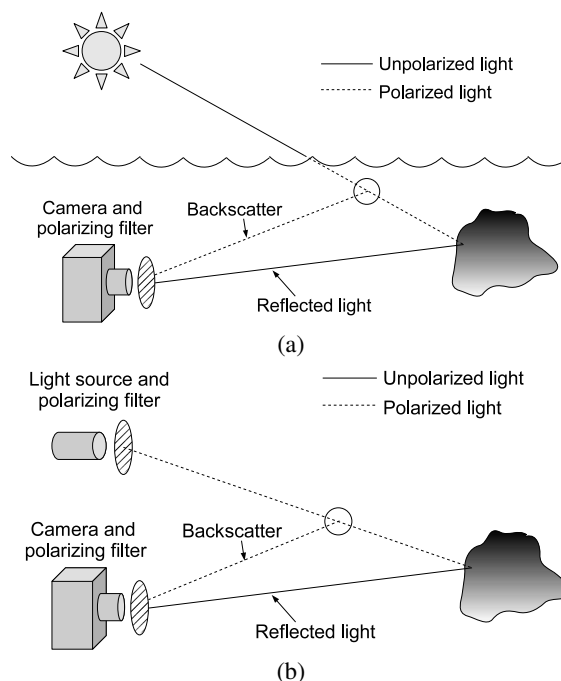 Unpolarized light
Polarized light
Camera and
polarizing filter
Backscatter
Reflected light
(a)
Light source and
polarizing filter
Unpolarized light
Polarized light
Camera and
polarizing filter
Backscatter
Reflected light
(b)